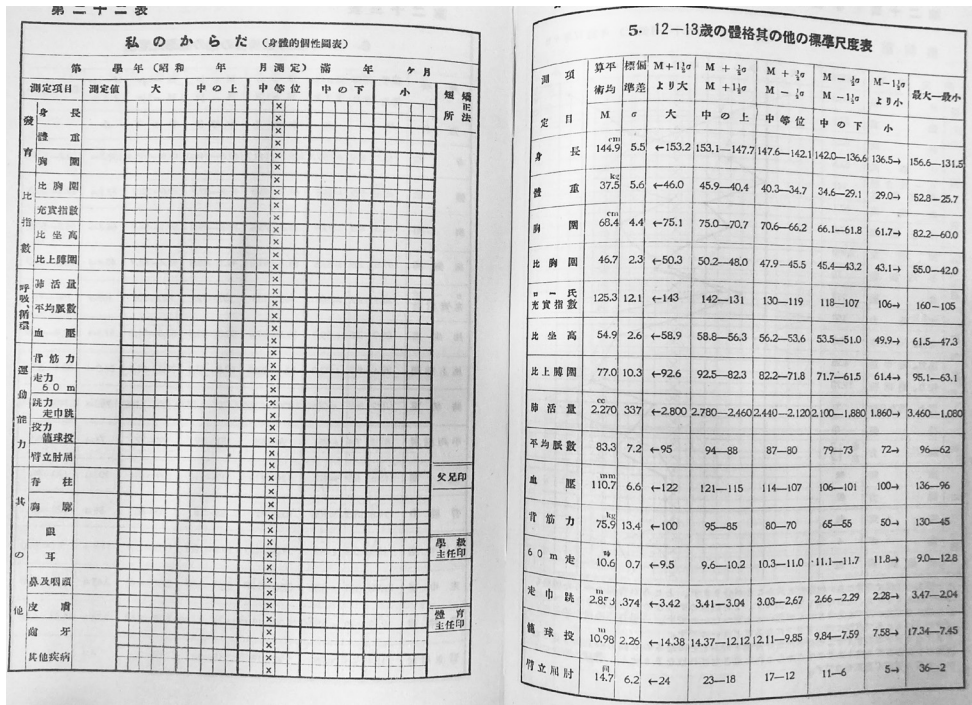 第二十二表
私のからだ (身體的個性圖表)
第 學年(昭和 年 月測定) 滿 年 ヶ月
測定項目 測定値 大 中の上 中等位 中の下 小 短所 矯正法
發育
身長
體重
胸圍
比指數
比胸圍
充實指數
比坐高
比上膊圍
呼吸、循環
肺活量
平均脈數
血壓
運動能力
背筋力
走力 60m
跳力 走巾跳
投力 籠球投
臂立肘屈
其の他
脊柱
胸廓
眼
耳
鼻及咽頭
皮膚
齒牙
其他疾病
父兄印
學級主任印
體育主任印
5. 12—13歳の體格其の他の標準尺度表
測定項目 算平術均M 標偏準差σ M+1½σより大 大 M+½σ M+1½σ 中の上 M+½σ M-½σ 中等位 M-½σ M-1½σ 中の下 M-1½σより小 小 最大—最小
身長 cm 144.9 5.5 ←153.2 153.1—147.7 147.6—142.1 142.0—136.6 136.5→ 156.6—131.5
體重 kg 37.5 5.6 ←46.0 45.9—40.4 40.3—34.7 34.6—29.1 29.0→ 52.8—25.7
胸圍 cm 68.4 4.4 ←75.1 75.0—70.7 70.6—66.2 66.1—61.8 61.7→ 82.2—60.0
比胸圍 46.7 2.3 ←50.3 50.2—48.0 47.9—45.5 45.4—43.2 43.1→ 55.0—42.0
ロー氏充實指數 125.3 12.1 ←143 142—131 130—119 118—107 106→ 160—105
比坐高 54.9 2.6 ←58.9 58.8—56.3 56.2—53.6 53.5—51.0 49.9→ 61.5—47.3
比上膊圍 77.0 10.3 ←92.6 92.5—82.3 82.2—71.8 71.7—61.5 61.4→ 95.1—63.1
肺活量 cc 2.270 337 ←2.800 2.780—2.460 2.440—2.120 2.100—1.880 1.860→ 3.460—1.080
平均脈數 83.3 7.2 ←95 94—88 87—80 79—73 72→ 96—62
血壓 mm 110.7 6.6 ←122 121—115 114—107 106—101 100→ 136—96
背筋力 kg 75.9 13.4 ←100 95—85 80—70 65—55 50→ 130—45
60m走 10.6 0.7 ←9.5 9.6—10.2 10.3—11.0 11.1—11.7 11.8→ 9.0—12.8
走巾跳 m .374 ←3.42 3.41—3.04 3.03—2.67 2.66—2.29 2.28→ 3.47—2.04
籠球投 m 10.98 2.26 ←14.38 14.37—12.12 12.11—9.85 9.84—7.59 7.58→ 17.34—7.45
臂立屈肘 回 14.7 6.2 ←24 23—18 17—12 11—6 5→ 36—2